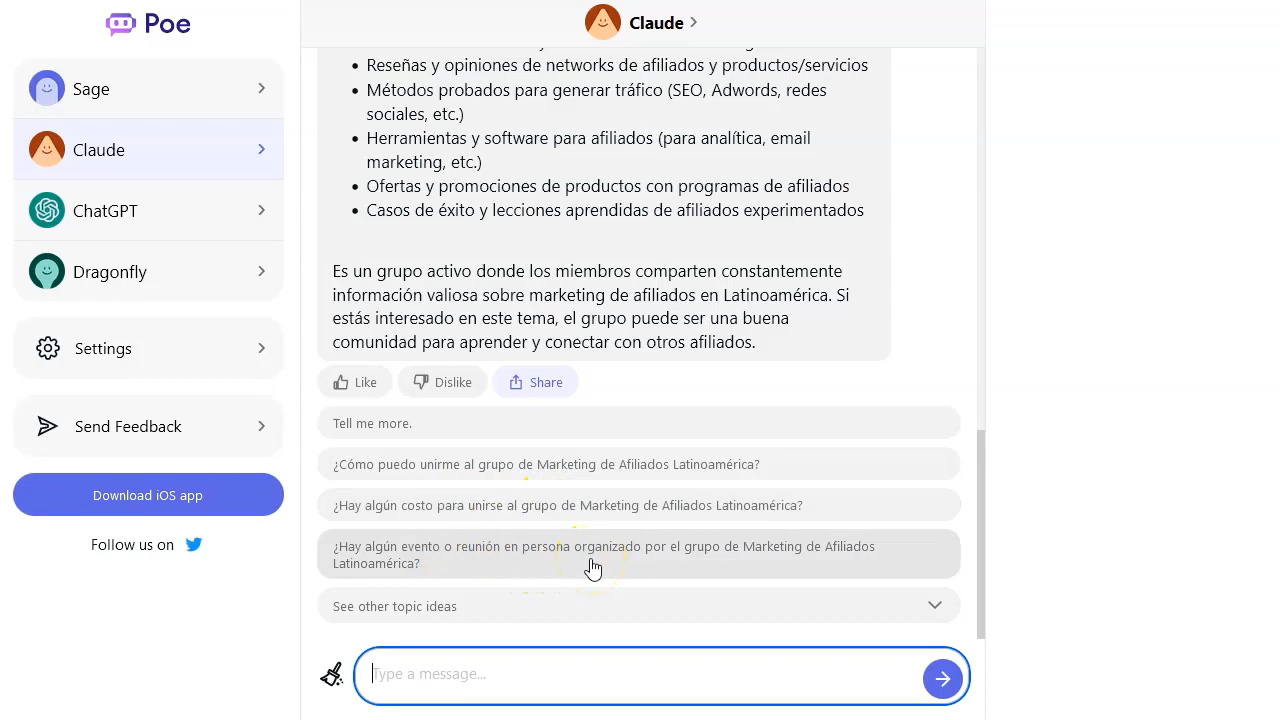 Poe
Sage
Claude
ChatGPT
Dragonfly
Settings
Send Feedback
Download iOS app
Follow us on
Claude
• Reseñas y opiniones de networks de afiliados y productos/servicios
• Métodos probados para generar tráfico (SEO, Adwords, redes
sociales, etc.)
• Herramientas y software para afiliados (para analítica, email
marketing, etc.)
• Ofertas y promociones de productos con programas de afiliados
• Casos de éxito y lecciones aprendidas de afiliados experimentados
Es un grupo activo donde los miembros comparten constantemente
información valiosa sobre marketing de afiliados en Latinoamérica. Si
estás interesado en este tema, el grupo puede ser una buena
comunidad para aprender y conectar con otros afiliados.
Like
Dislike
Share
Tell me more.
¿Cómo puedo unirme al grupo de Marketing de Afiliados Latinoamérica?
¿Hay algún costo para unirse al grupo de Marketing de Afiliados Latinoamérica?
¿Hay algún evento o reunión en persona organizado por el grupo de Marketing de Afiliados
Latinoamérica?
See other topic ideas
Type a message...